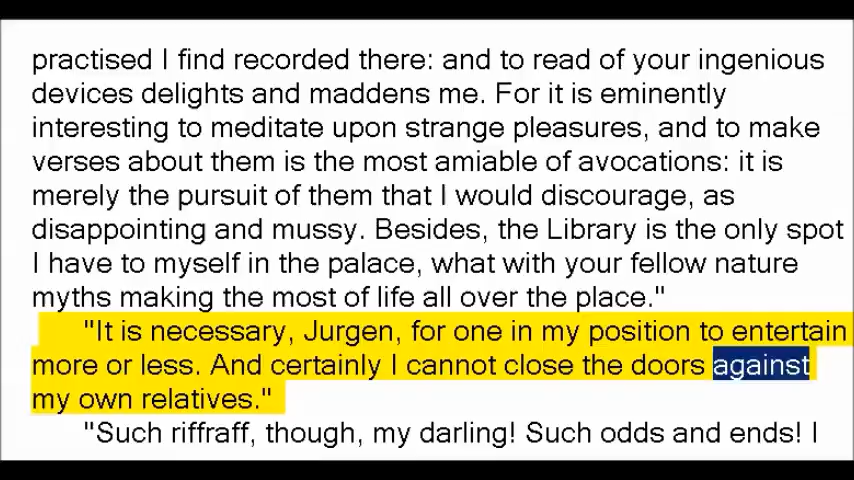 practised I find recorded there: and to read of your ingenious
devices delights and maddens me. For it is eminently
interesting to meditate upon strange pleasures, and to make
verses about them is the most amiable of avocations: it is
merely the pursuit of them that I would discourage, as
disappointing and mussy. Besides, the Library is the only spot
I have to myself in the palace, what with your fellow nature
myths making the most of life all over the place."
"It is necessary, Jurgen, for one in my position to entertain
more or less. And certainly I cannot close the doors against
my own relatives."
"Such riffraff, though, my darling! Such odds and ends! I